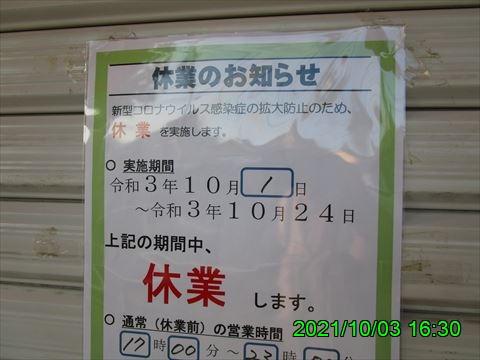 休業のお知らせ
新型コロナウイルス感染症の拡大防止のため、
休業を実施します。
〇 実施期間
令和3年10月1日
～令和3年10月24日
上記の期間中、
休業します。
〇 通常（休業前）の営業時間
17時00分～23時
2021/10/03 16:30